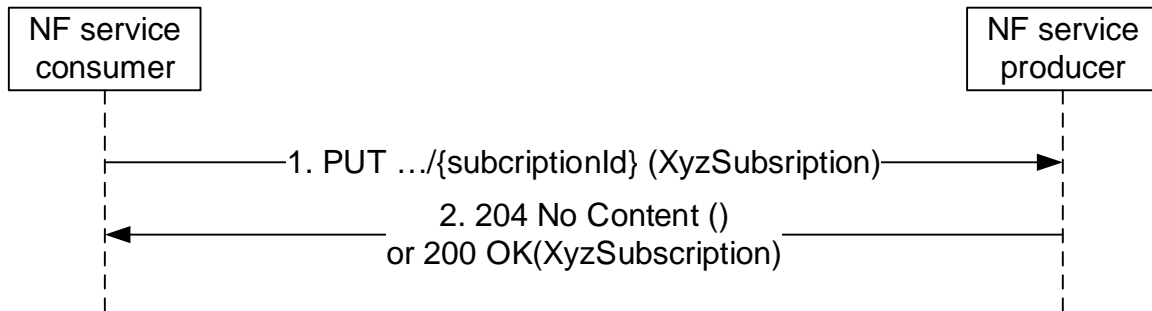 NF service
consumer
NF service
producer
1. PUT …/{subcriptionId} (XyzSubsription)
2. 204 No Content ()
or 200 OK(XyzSubscription)